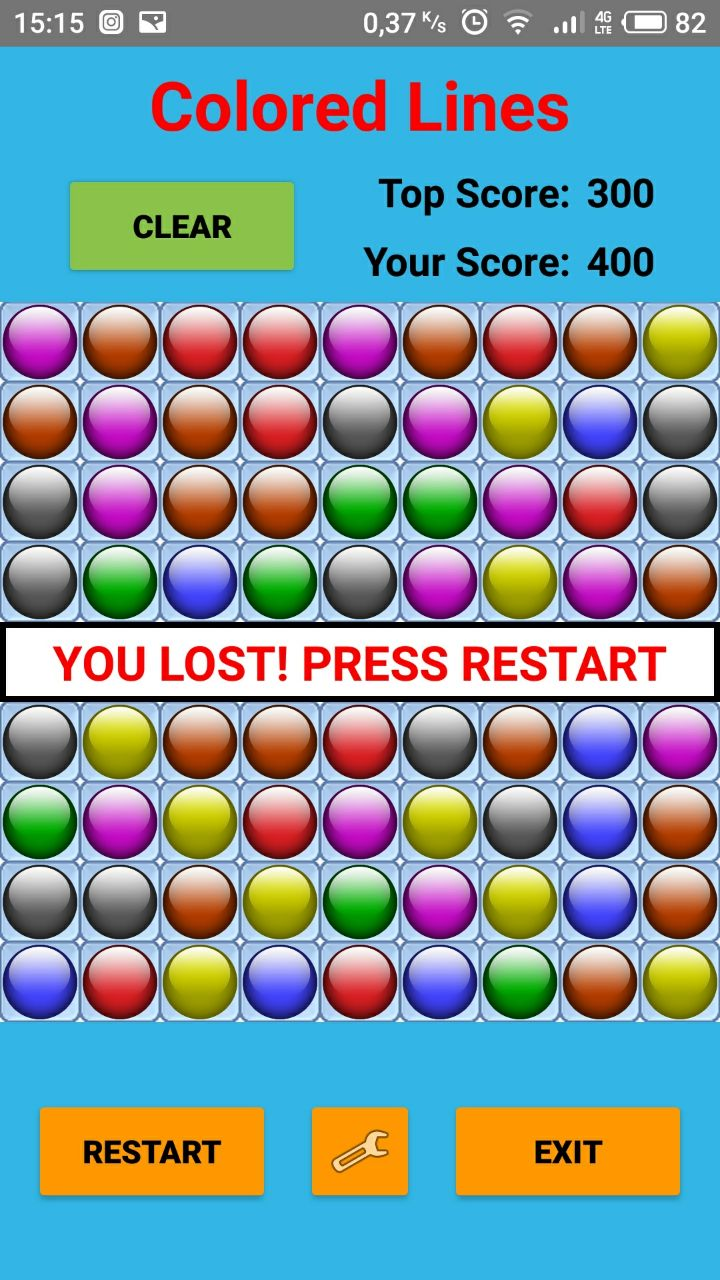 15:15 0,37 K/s 4G LTE 82
Colored Lines
CLEAR
Top Score: 300
Your Score: 400
YOU LOST! PRESS RESTART
RESTART
EXIT